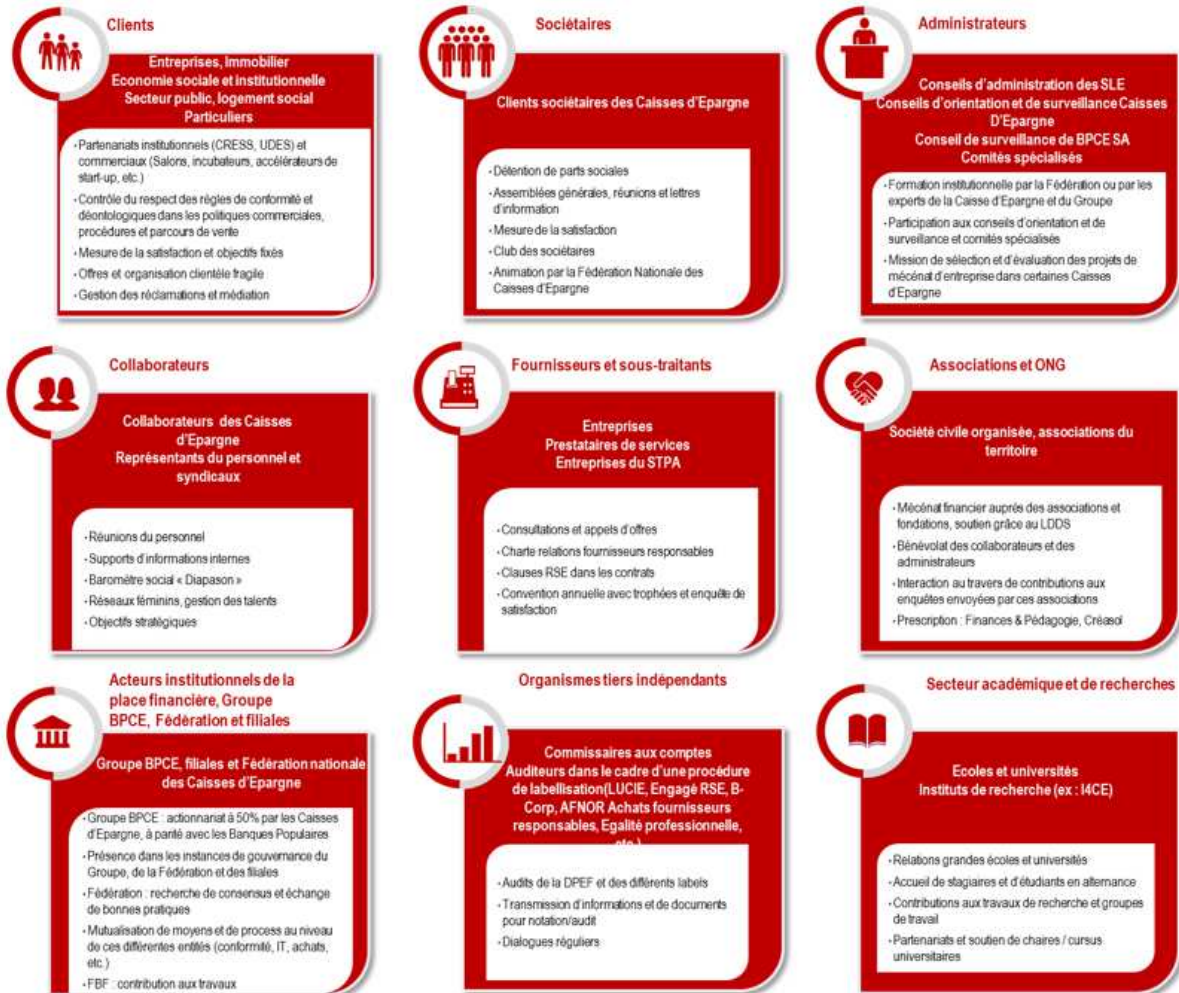 Clients
Entreprises, Immobilier
Economie sociale et institutionnelle
Secteur public, logement social
Particuliers
· Partenariats institutionnels (CRESS, UDES) et
commerciaux (Salons, incubateurs, accélérateurs de
start-up, etc.)
· Contrôle du respect des règles de conformité et
déontologiques dans les politiques commerciales,
procédures et parcours de vente
· Mesure de la satisfaction et objectifs fixés
· Offres et organisation clientèle fragile
· Gestion des réclamations et médiation
Sociétaires
Clients sociétaires des Caisses d'Epargne
· Détention de parts sociales
· Assemblées générales, réunions et lettres
d'information
· Mesure de la satisfaction
· Club des sociétaires
· Animation par la Fédération Nationale des
Caisses d'Epargne
Administrateurs
Conseils d'administration des SLE
Conseils d'orientation et de surveillance Caisses
D'Epargne
Conseil de surveillance de BPCE SA
Comités spécialisés
· Formation institutionnelle par la Fédération ou par les
experts de la Caisse d'Epargne et du Groupe
· Participation aux conseils d'orientation et de
surveillance et comités spécialisés
· Mission de sélection et d'évaluation des projets de
mécénat d'entreprise dans certaines Caisses
d'Epargne
Collaborateurs
Collaborateurs des Caisses
d'Epargne
Représentants du personnel et
syndicaux
· Réunions du personnel
· Supports d'informations internes
· Baromètre social « Diapason »
· Réseaux féminins, gestion des talents
· Objectifs stratégiques
Fournisseurs et sous-traitants
Entreprises
Prestataires de services
Entreprises du STPA
· Consultations et appels d'offres
· Charte relations fournisseurs responsables
· Clauses RSE dans les contrats
· Convention annuelle avec trophées et enquête de
satisfaction
Associations et ONG
Société civile organisée, associations du
territoire
· Mécénat financier auprès des associations et
fondations, soutien grâce au LDDS
· Bénévolat des collaborateurs et des
administrateurs
· Interaction au travers de contributions aux
enquêtes envoyées par ces associations
· Prescription : Finances & Pédagogie, Créasol
Acteurs institutionnels de la
place financière, Groupe
BPCE, Fédération et filiales
Groupe BPCE, filiales et Fédération nationale
des Caisses d'Epargne
· Groupe BPCE : actionnariat à 50% par les Caisses
d'Epargne, à parité avec les Banques Populaires
· Présence dans les instances de gouvernance du
Groupe, de la Fédération et des filiales
· Fédération : recherche de consensus et échange
de bonnes pratiques
· Mutualisation de moyens et de process au niveau
de ces différentes entités (conformité, IT, achats,
etc.)
· FBF : contribution aux travaux
Organismes tiers indépendants
Commissaires aux comptes
Auditeurs dans le cadre d'une procédure
de labellisation(LUCIE, Engagé RSE, B-
Corp, AFNOR Achats fournisseurs
responsables, Egalité professionnelle,
etc.)
· Audits de la DPEF et des différents labels
· Transmission d'informations et de documents
pour notation/audit
· Dialogues réguliers
Secteur académique et de recherches
Ecoles et universités
Instituts de recherche (ex : I4CE)
· Relations grandes écoles et universités
· Accueil de stagiaires et d'étudiants en alternance
· Contributions aux travaux de recherche et groupes
de travail
· Partenariats et soutien de chaires / cursus
universitaires